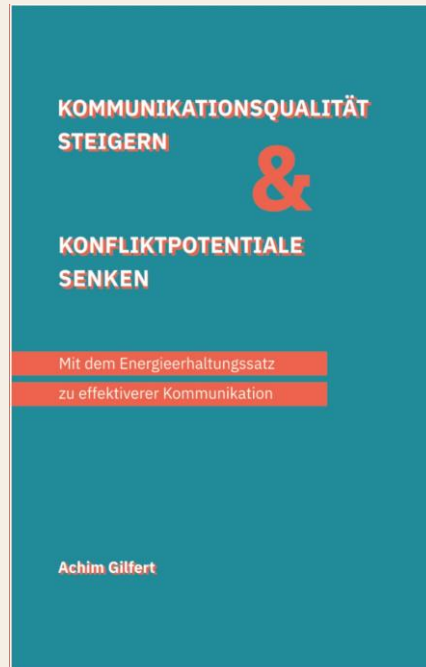 KOMMUNIKATIONSQUALITÄT
STEIGERN
&
KONFLIKTPOTENTIALE
SENKEN
Mit dem Energieerhaltungssatz
zu effektiverer Kommunikation
Achim Gilfert